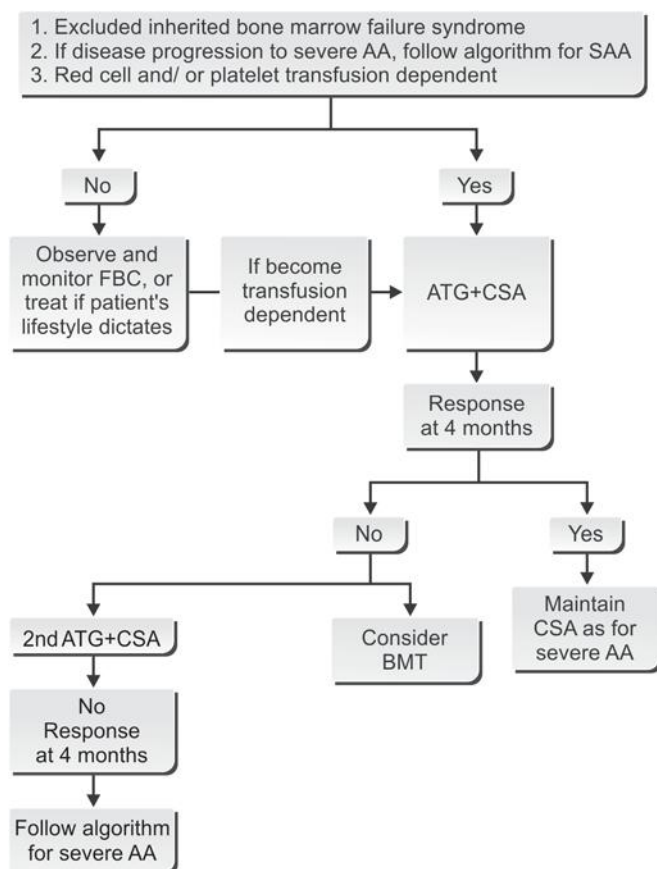 1. Excluded inherited bone marrow failure syndrome
2. If disease progression to severe AA, follow algorithm for SAA
3. Red cell and/ or platelet transfusion dependent
No
Yes
Observe and
monitor FBC, or
treat if patient's
lifestyle dictates
If become
transfusion
dependent
ATG+CSA
Response
at 4 months
No
Yes
2nd ATG+CSA
Consider
BMT
Maintain
CSA as for
severe AA
No
Response
at 4 months
Follow algorithm
for severe AA